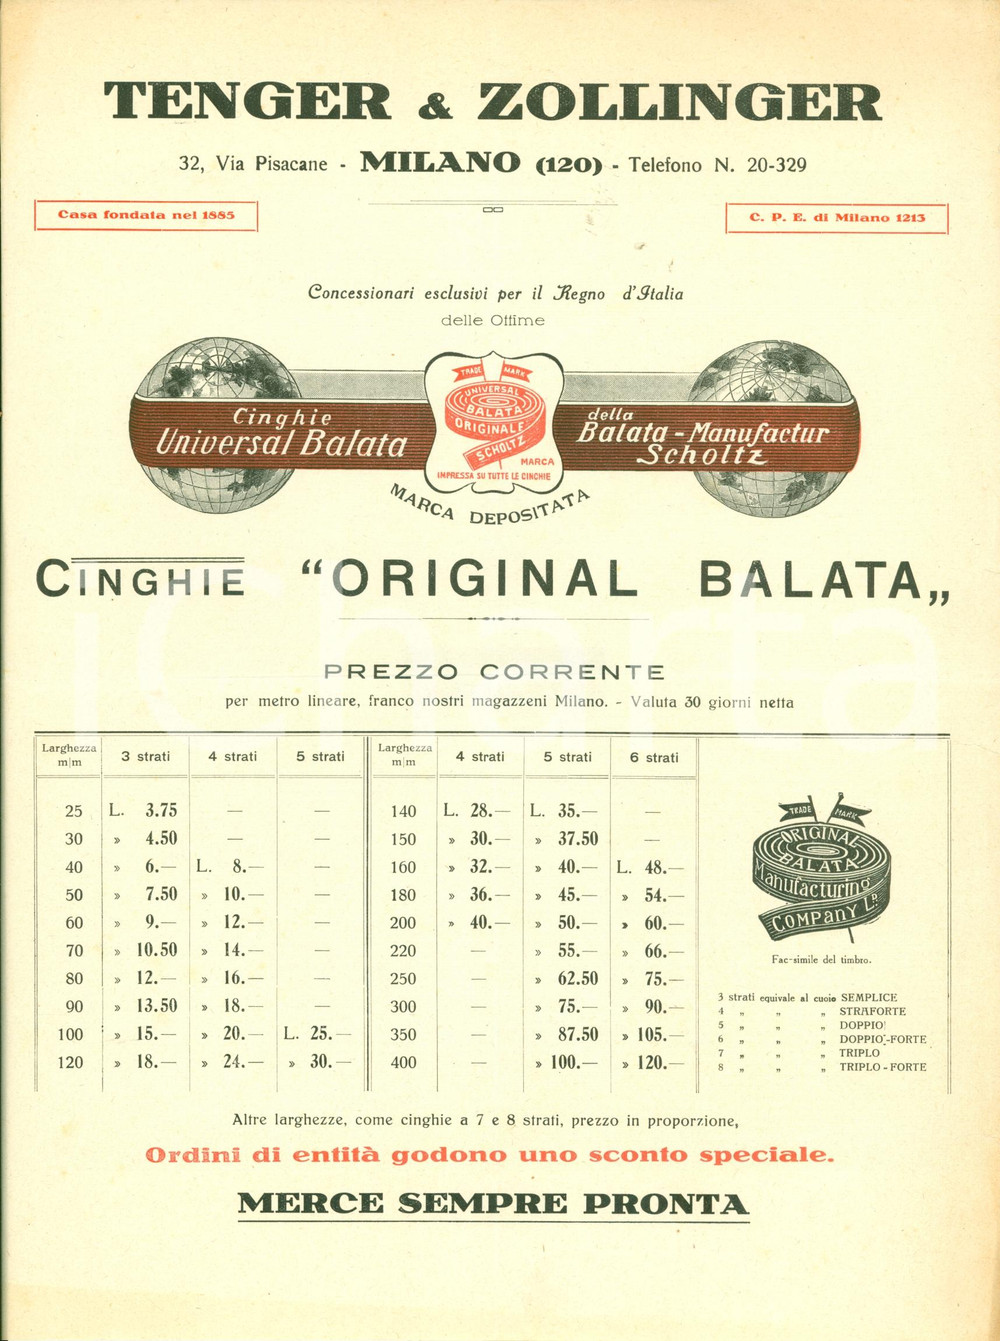 TENGER & ZOLLINGER
32, Via Pisacane - MILANO (120) - Telefono N. 20-329
Casa fondata nel 1885
C. P. E. di Milano 1213
Concessionari esclusivi per il Regno d'Italia
delle Ottime
Cinghie
Universal Balata
TRADE MARK
UNIVERSAL
BALATA
ORIGINALE
SCHOLTZ
MARCA
IMPRESSA SU TUTTE LE CINGHIE
della
Balata - Manufactur
Scholtz
MARCA DEPOSITATA
CINGHIE "ORIGINAL BALATA„
PREZZO CORRENTE
per metro lineare, franco nostri magazzeni Milano. - Valuta 30 giorni netta
Larghezza m|m 3 strati 4 strati 5 strati
25 L. 3.75 — —
30 » 4.50 — —
40 » 6.— L. 8.— —
50 » 7.50 » 10.— —
60 » 9.— » 12.— —
70 » 10.50 » 14.— —
80 » 12.— » 16.— —
90 » 13.50 » 18.— —
100 » 15.— » 20.— L. 25.—
120 » 18.— » 24.— » 30.—
Larghezza m|m 4 strati 5 strati 6 strati
140 L. 28.— L. 35.— —
150 » 30.— » 37.50 —
160 » 32.— » 40.— L. 48.—
180 » 36.— » 45.— » 54.—
200 » 40.— » 50.— » 60.—
220 — » 55.— » 66.—
250 — » 62.50 » 75.—
300 — » 75.— » 90.—
350 — » 87.50 » 105.—
400 — » 100.— » 120.—
TRADE MARK
ORIGINAL
BALATA
Manufacturing
COMPANY LD
Fac-simile del timbro.
3 strati equivale al cuoio SEMPLICE
4 „ „ „ STRAFORTE
5 „ „ „ DOPPIO
6 „ „ „ DOPPIO-FORTE
7 „ „ „ TRIPLO
8 „ „ „ TRIPLO - FORTE
Altre larghezze, come cinghie a 7 e 8 strati, prezzo in proporzione,
Ordini di entità godono uno sconto speciale.
MERCE SEMPRE PRONTA
iCharta